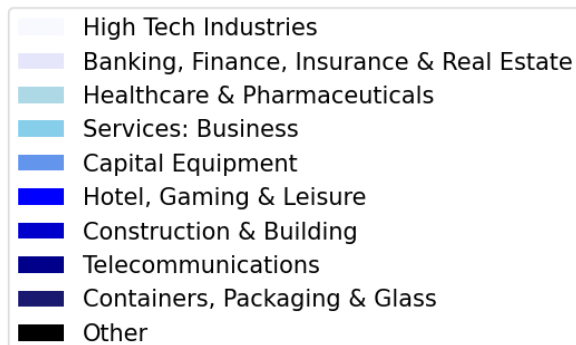 High Tech Industries
Banking, Finance, Insurance & Real Estate
Healthcare & Pharmaceuticals
Services: Business
Capital Equipment
Hotel, Gaming & Leisure
Construction & Building
Telecommunications
Containers, Packaging & Glass
Other